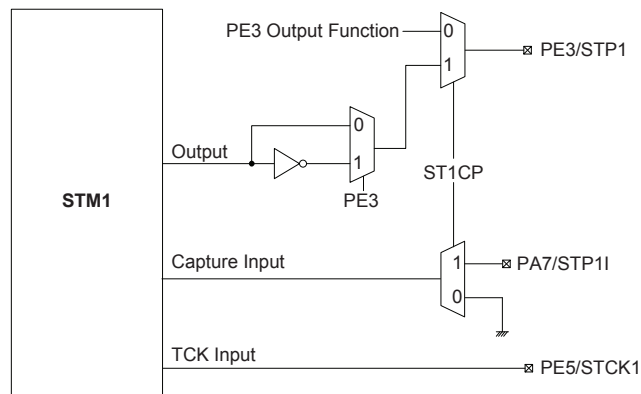 PE3 Output Function
0
1
PE3/STP1
0
1
Output
PE3
ST1CP
STM1
Capture Input
1
0
PA7/STP1I
TCK Input
PE5/STCK1